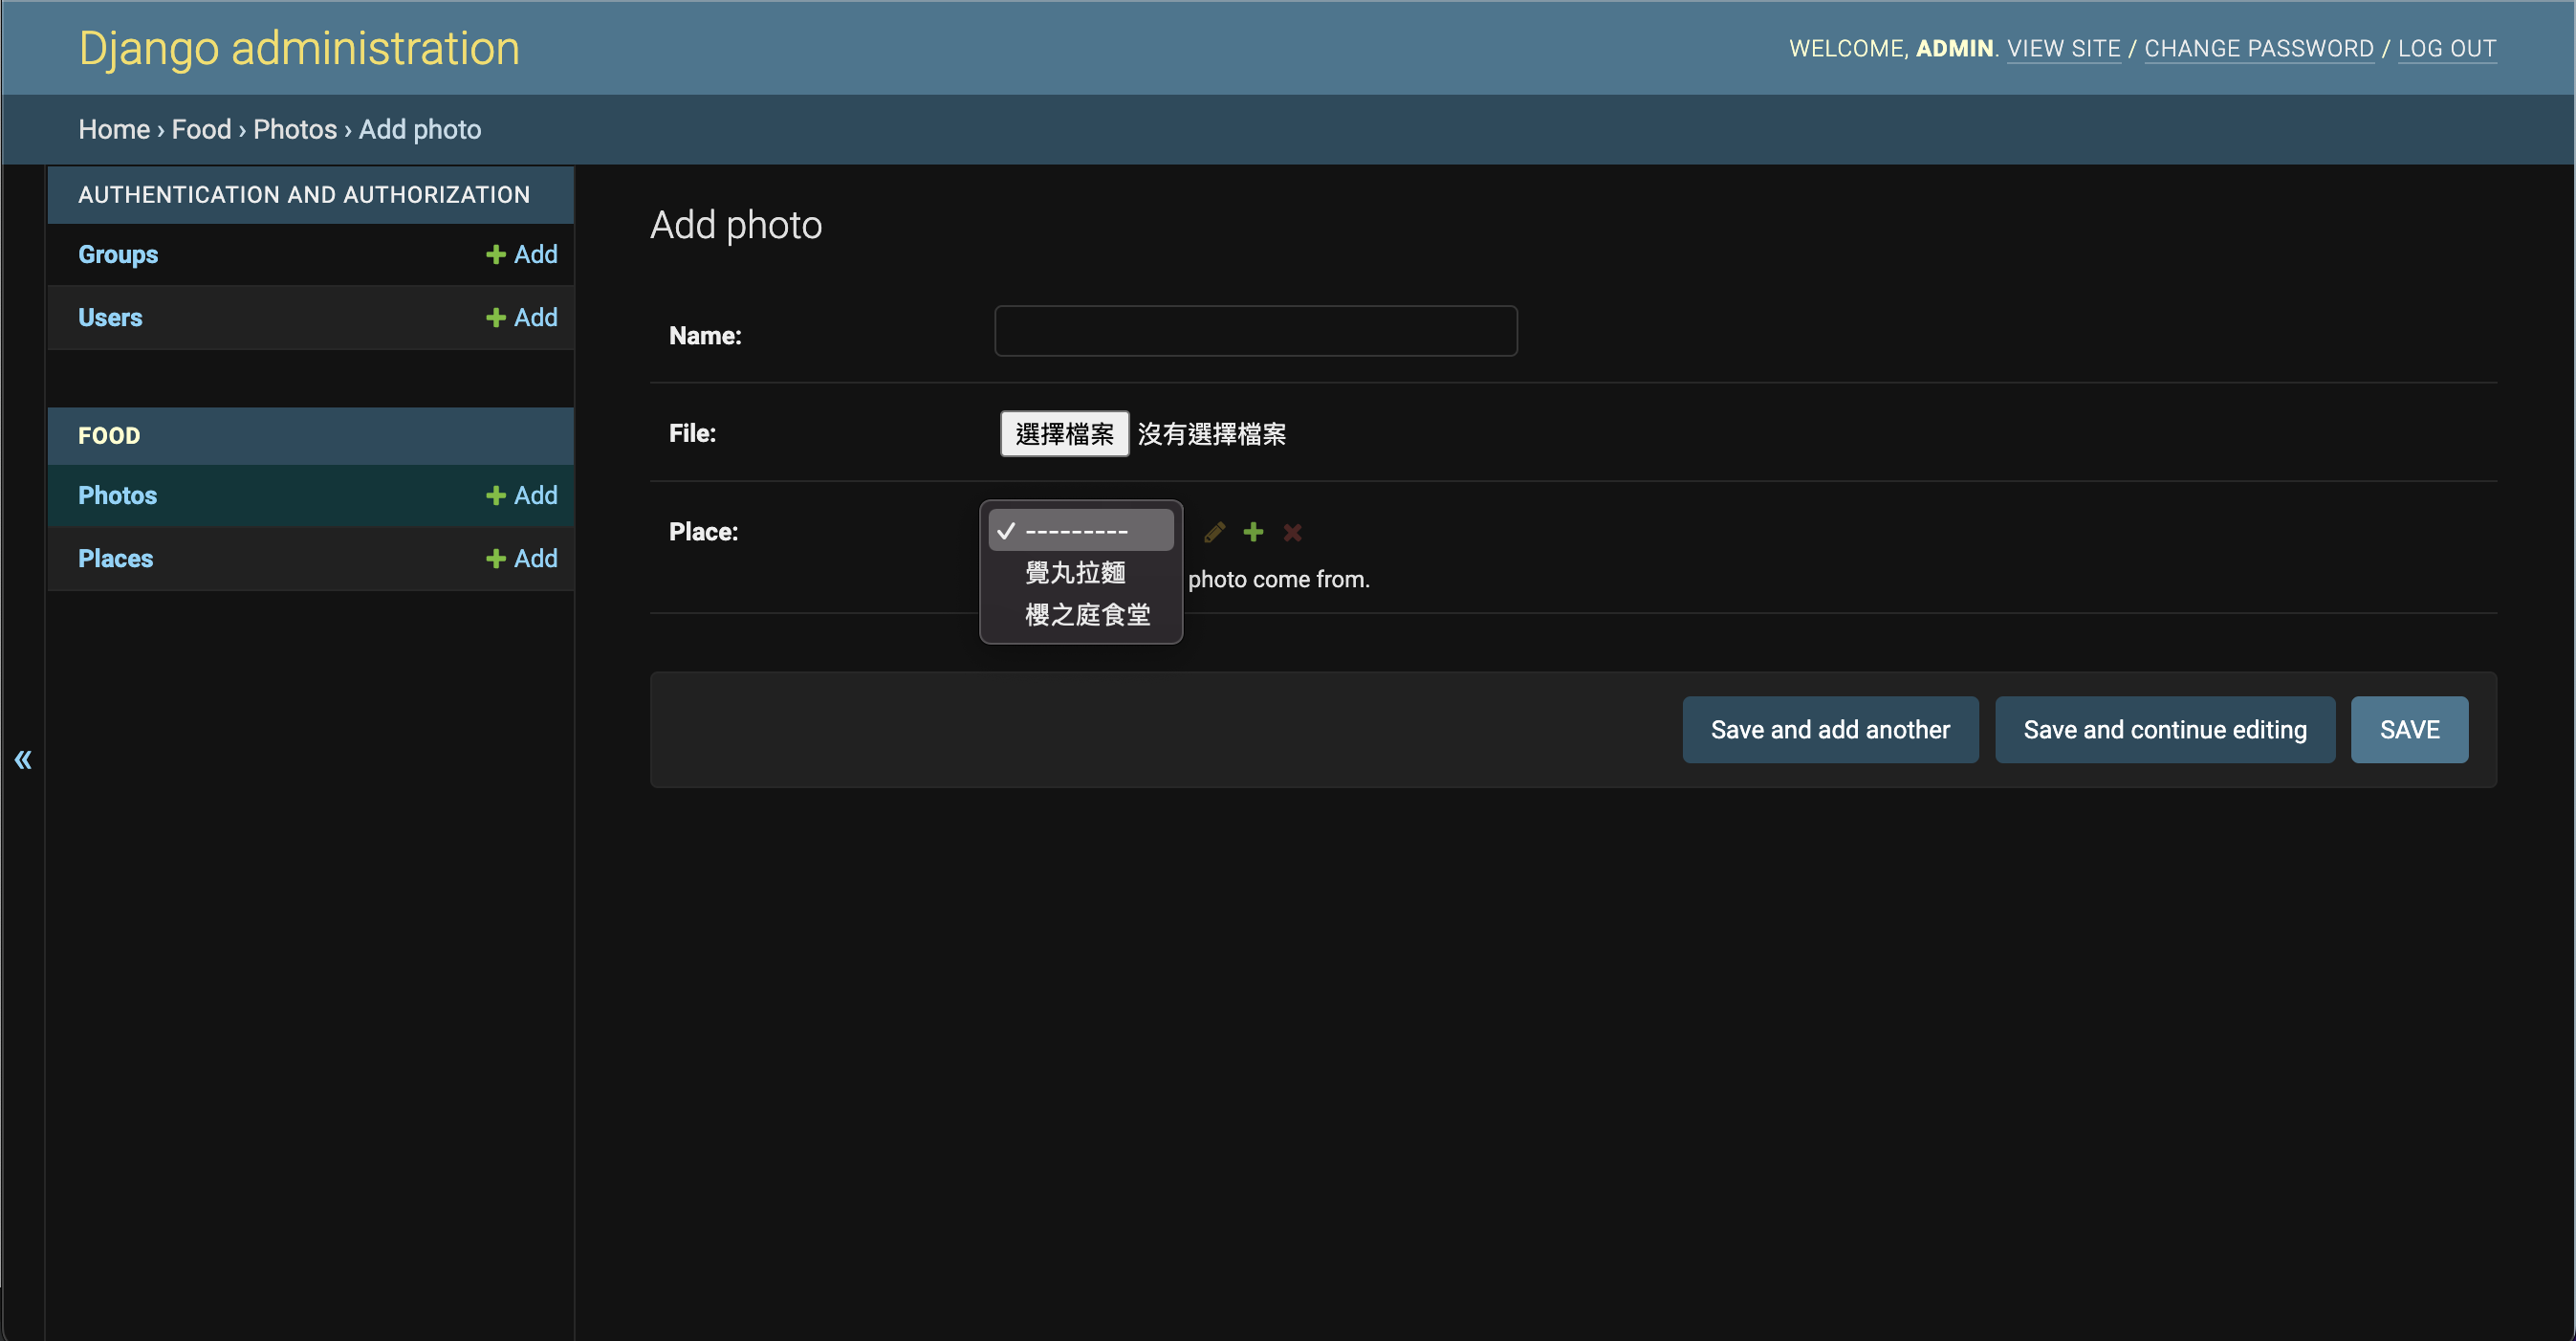 Django administration
WELCOME, ADMIN. VIEW SITE / CHANGE PASSWORD / LOG OUT
Home › Food › Photos › Add photo
AUTHENTICATION AND AUTHORIZATION
Groups + Add
Users + Add
FOOD
Photos + Add
Places + Add
«
Add photo
Name:
File: 選擇檔案 沒有選擇檔案
Place: ✓ ---------
覺丸拉麵
photo come from.
櫻之庭食堂
Save and add another Save and continue editing SAVE